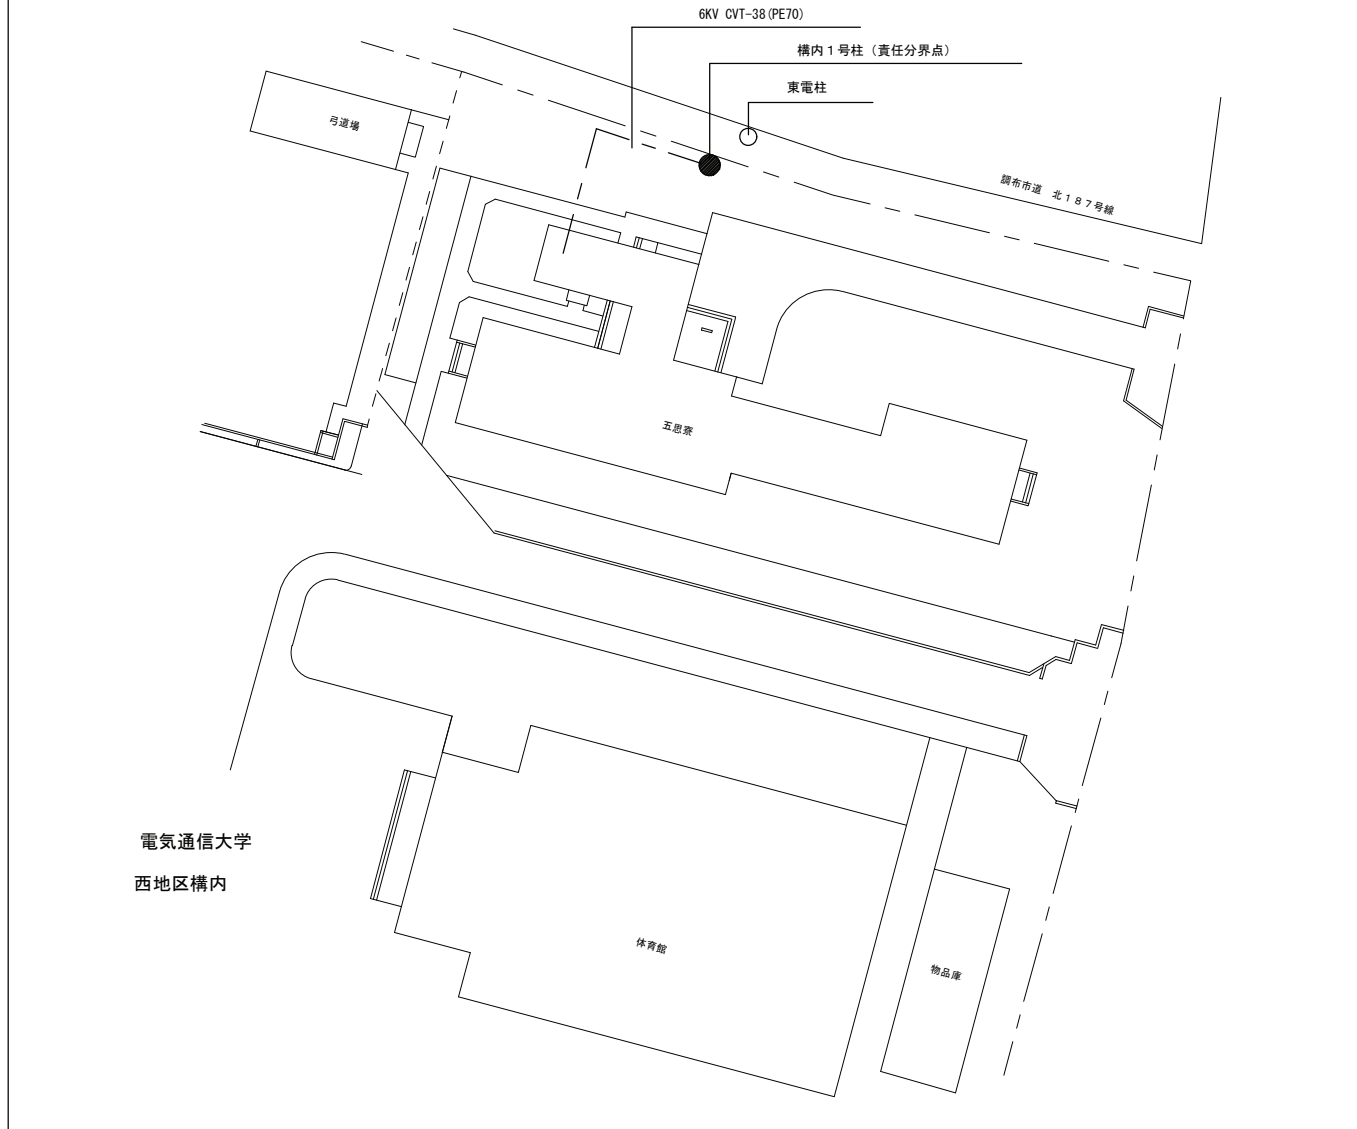 6KV CVT-38(PE70)
構内１号柱（責任分界点）
東電柱
弓道場
調布市道　北１８７号線
五思寮
電気通信大学
西地区構内
体育館
物品庫